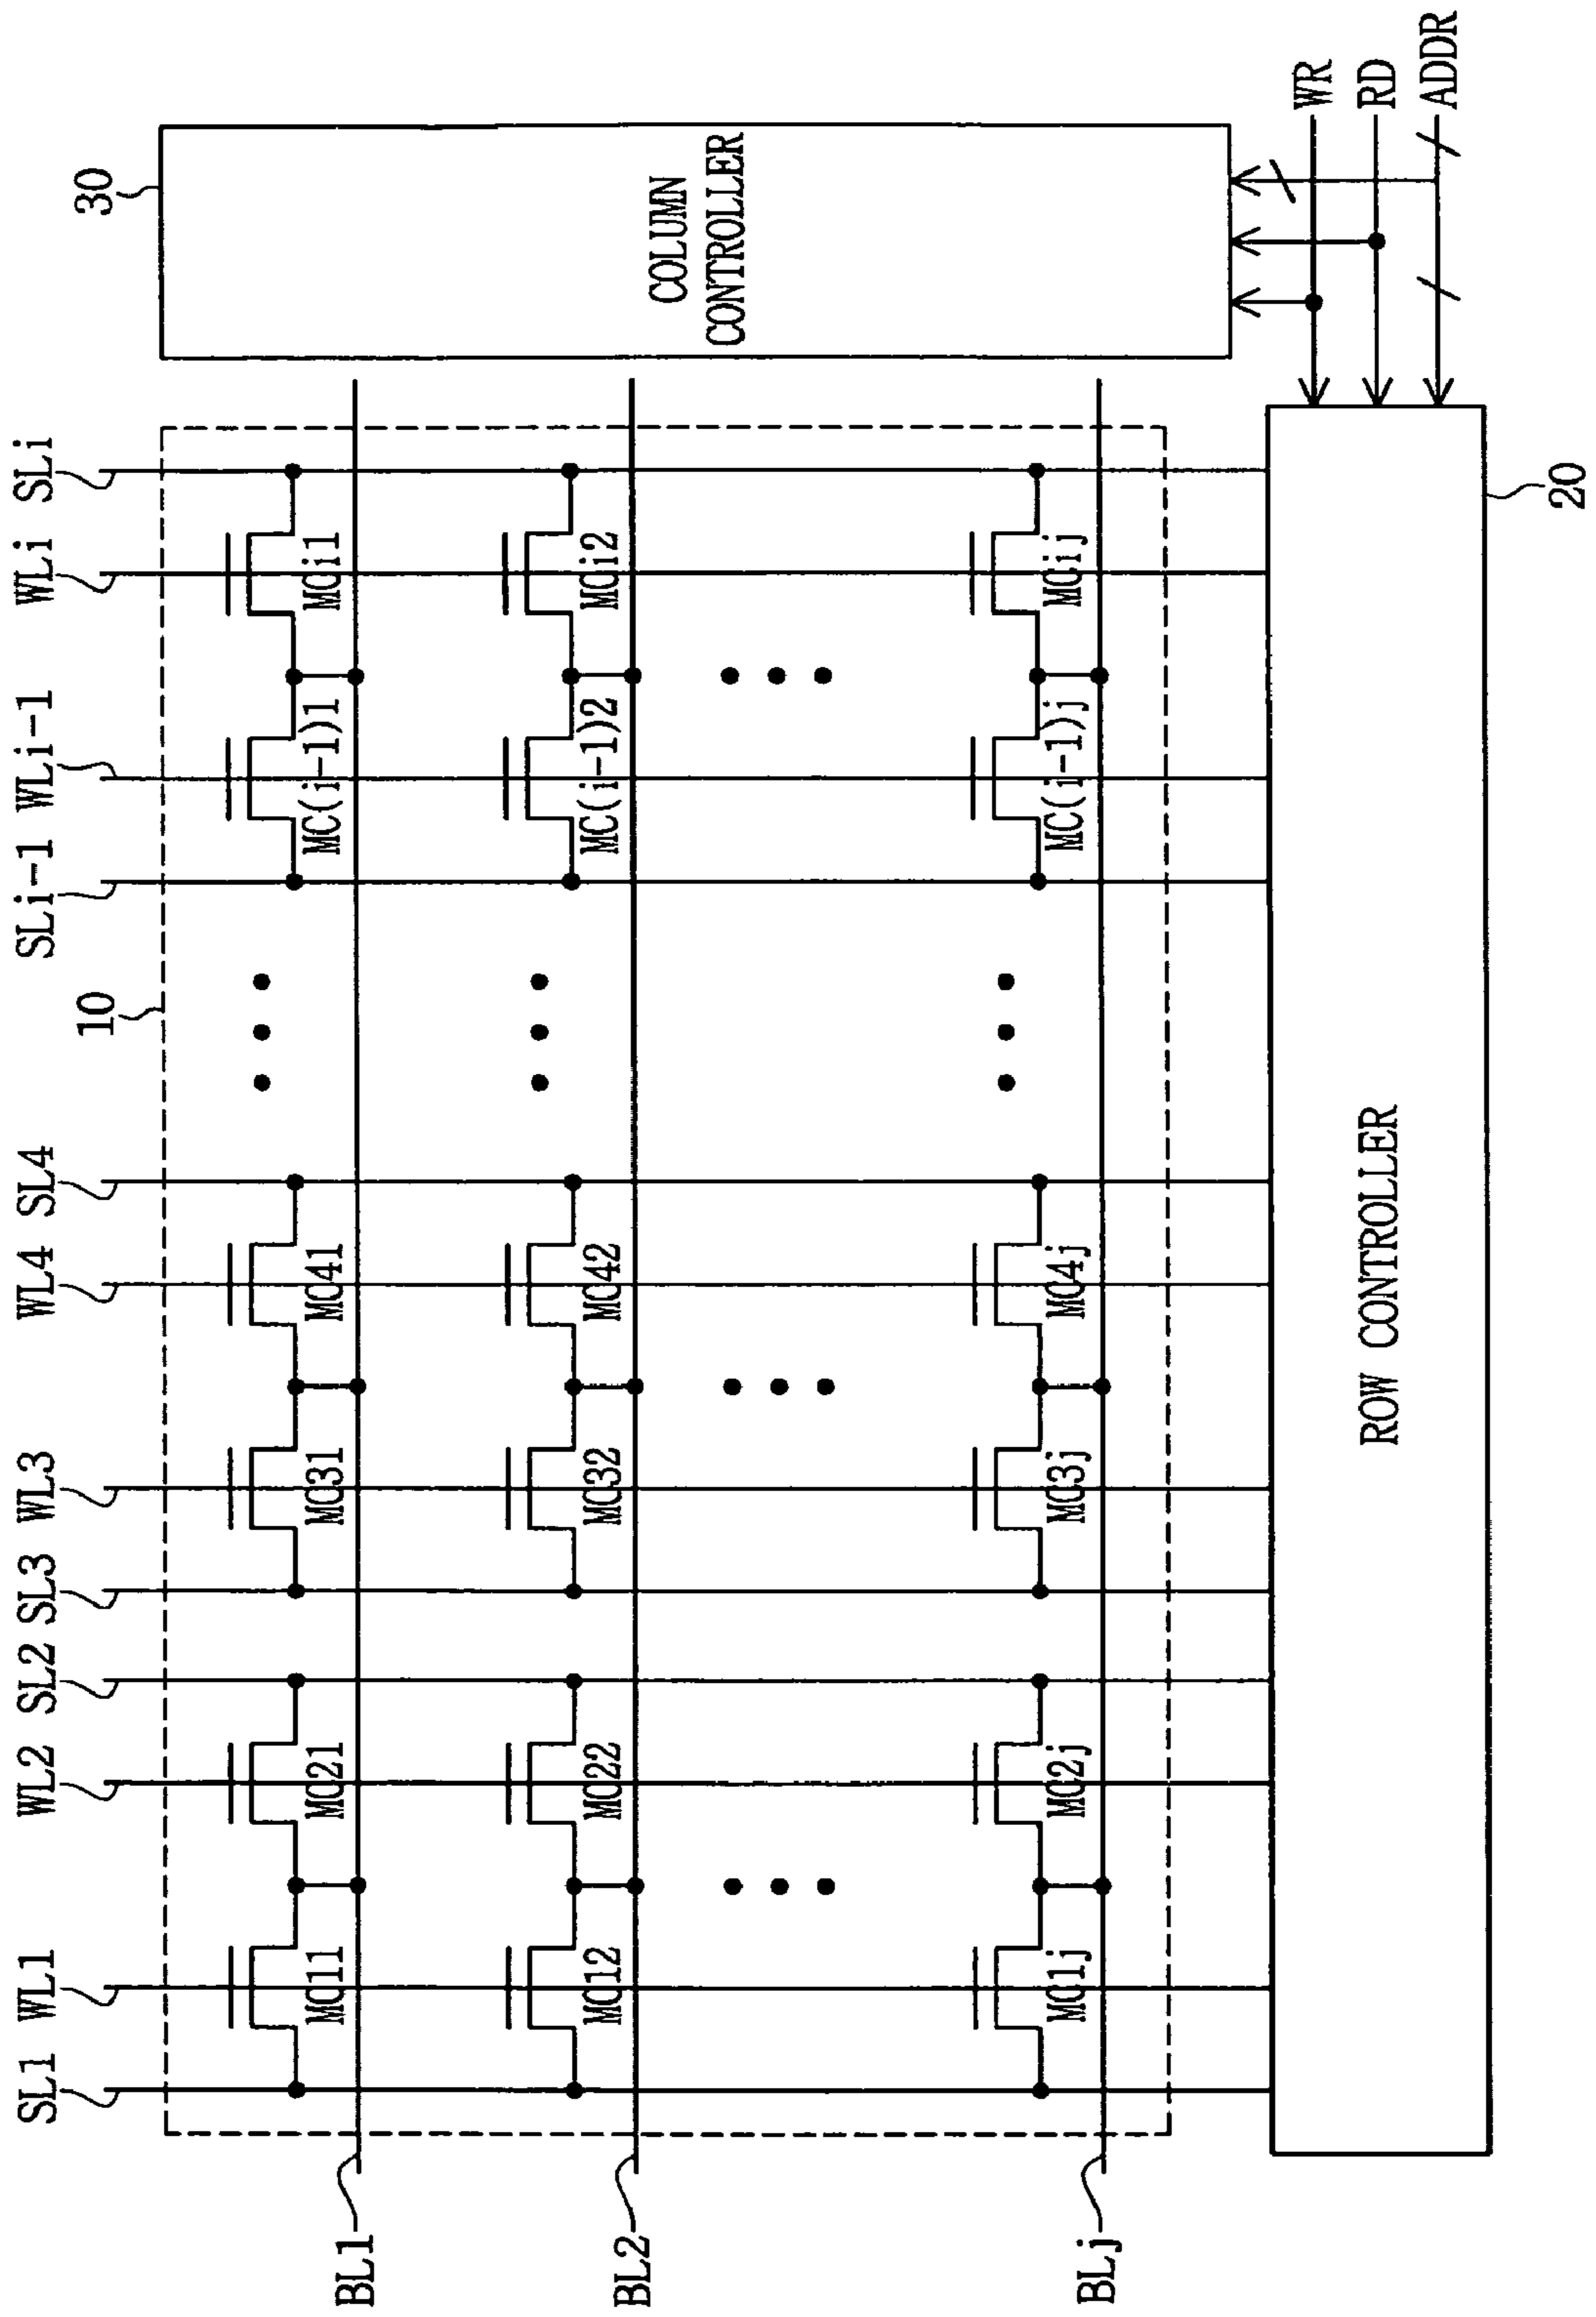 SL1 WL1 WL2 SL2 SL3 WL3 WL4 SL4 SLi-1 WLi-1 WLi SLi
10
30
BL1
MC11 MC21 MC31 MC41 MC(i-1)1 MCi1
BL2
MC12 MC22 MC32 MC42 MC(i-1)2 MCi2
BLj
MC1j MC2j MC3j MC4j MC(i-1)j MCij
COLUMN
CONTROLLER
WR
RD
ADDR
ROW CONTROLLER
20